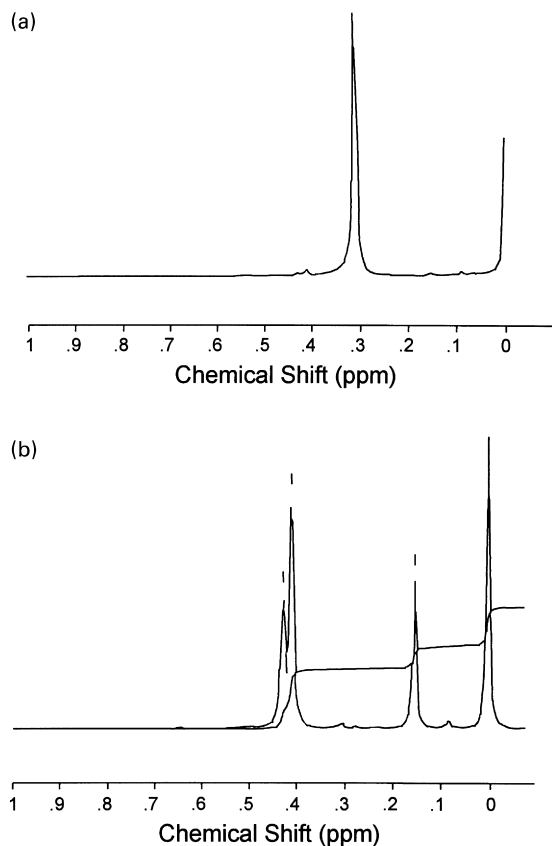 (a)
1 .9 .8 .7 .6 .5 .4 .3 .2 .1 0
Chemical Shift (ppm)
(b)
1 .9 .8 .7 .6 .5 .4 .3 .2 .1 0
Chemical Shift (ppm)